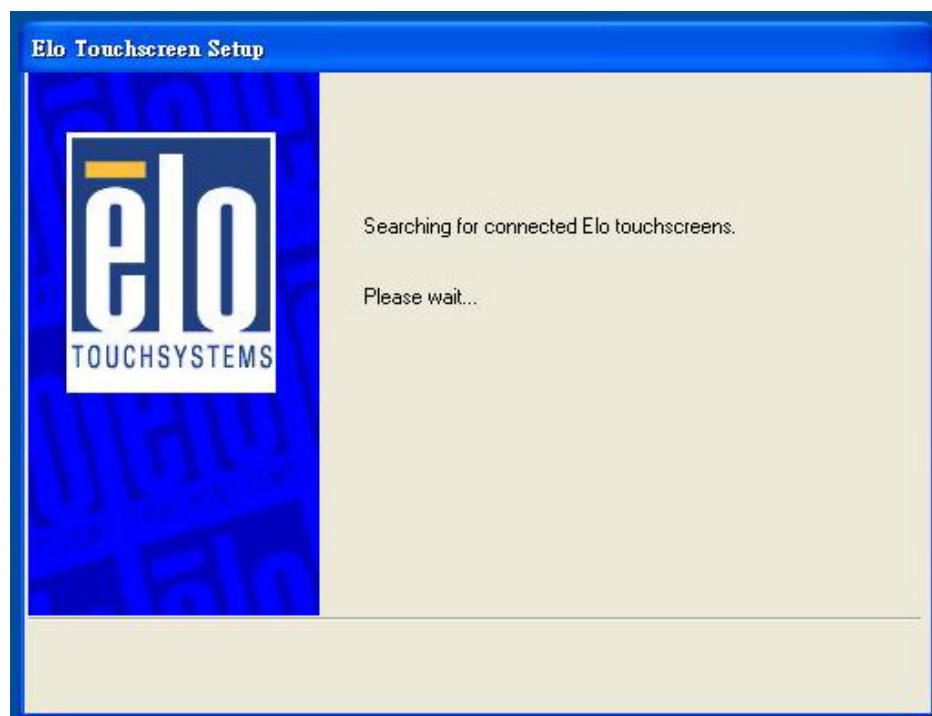 Elo Touchscreen Setup
ēlo
TOUCHSYSTEMS
Searching for connected Elo touchscreens.
Please wait...